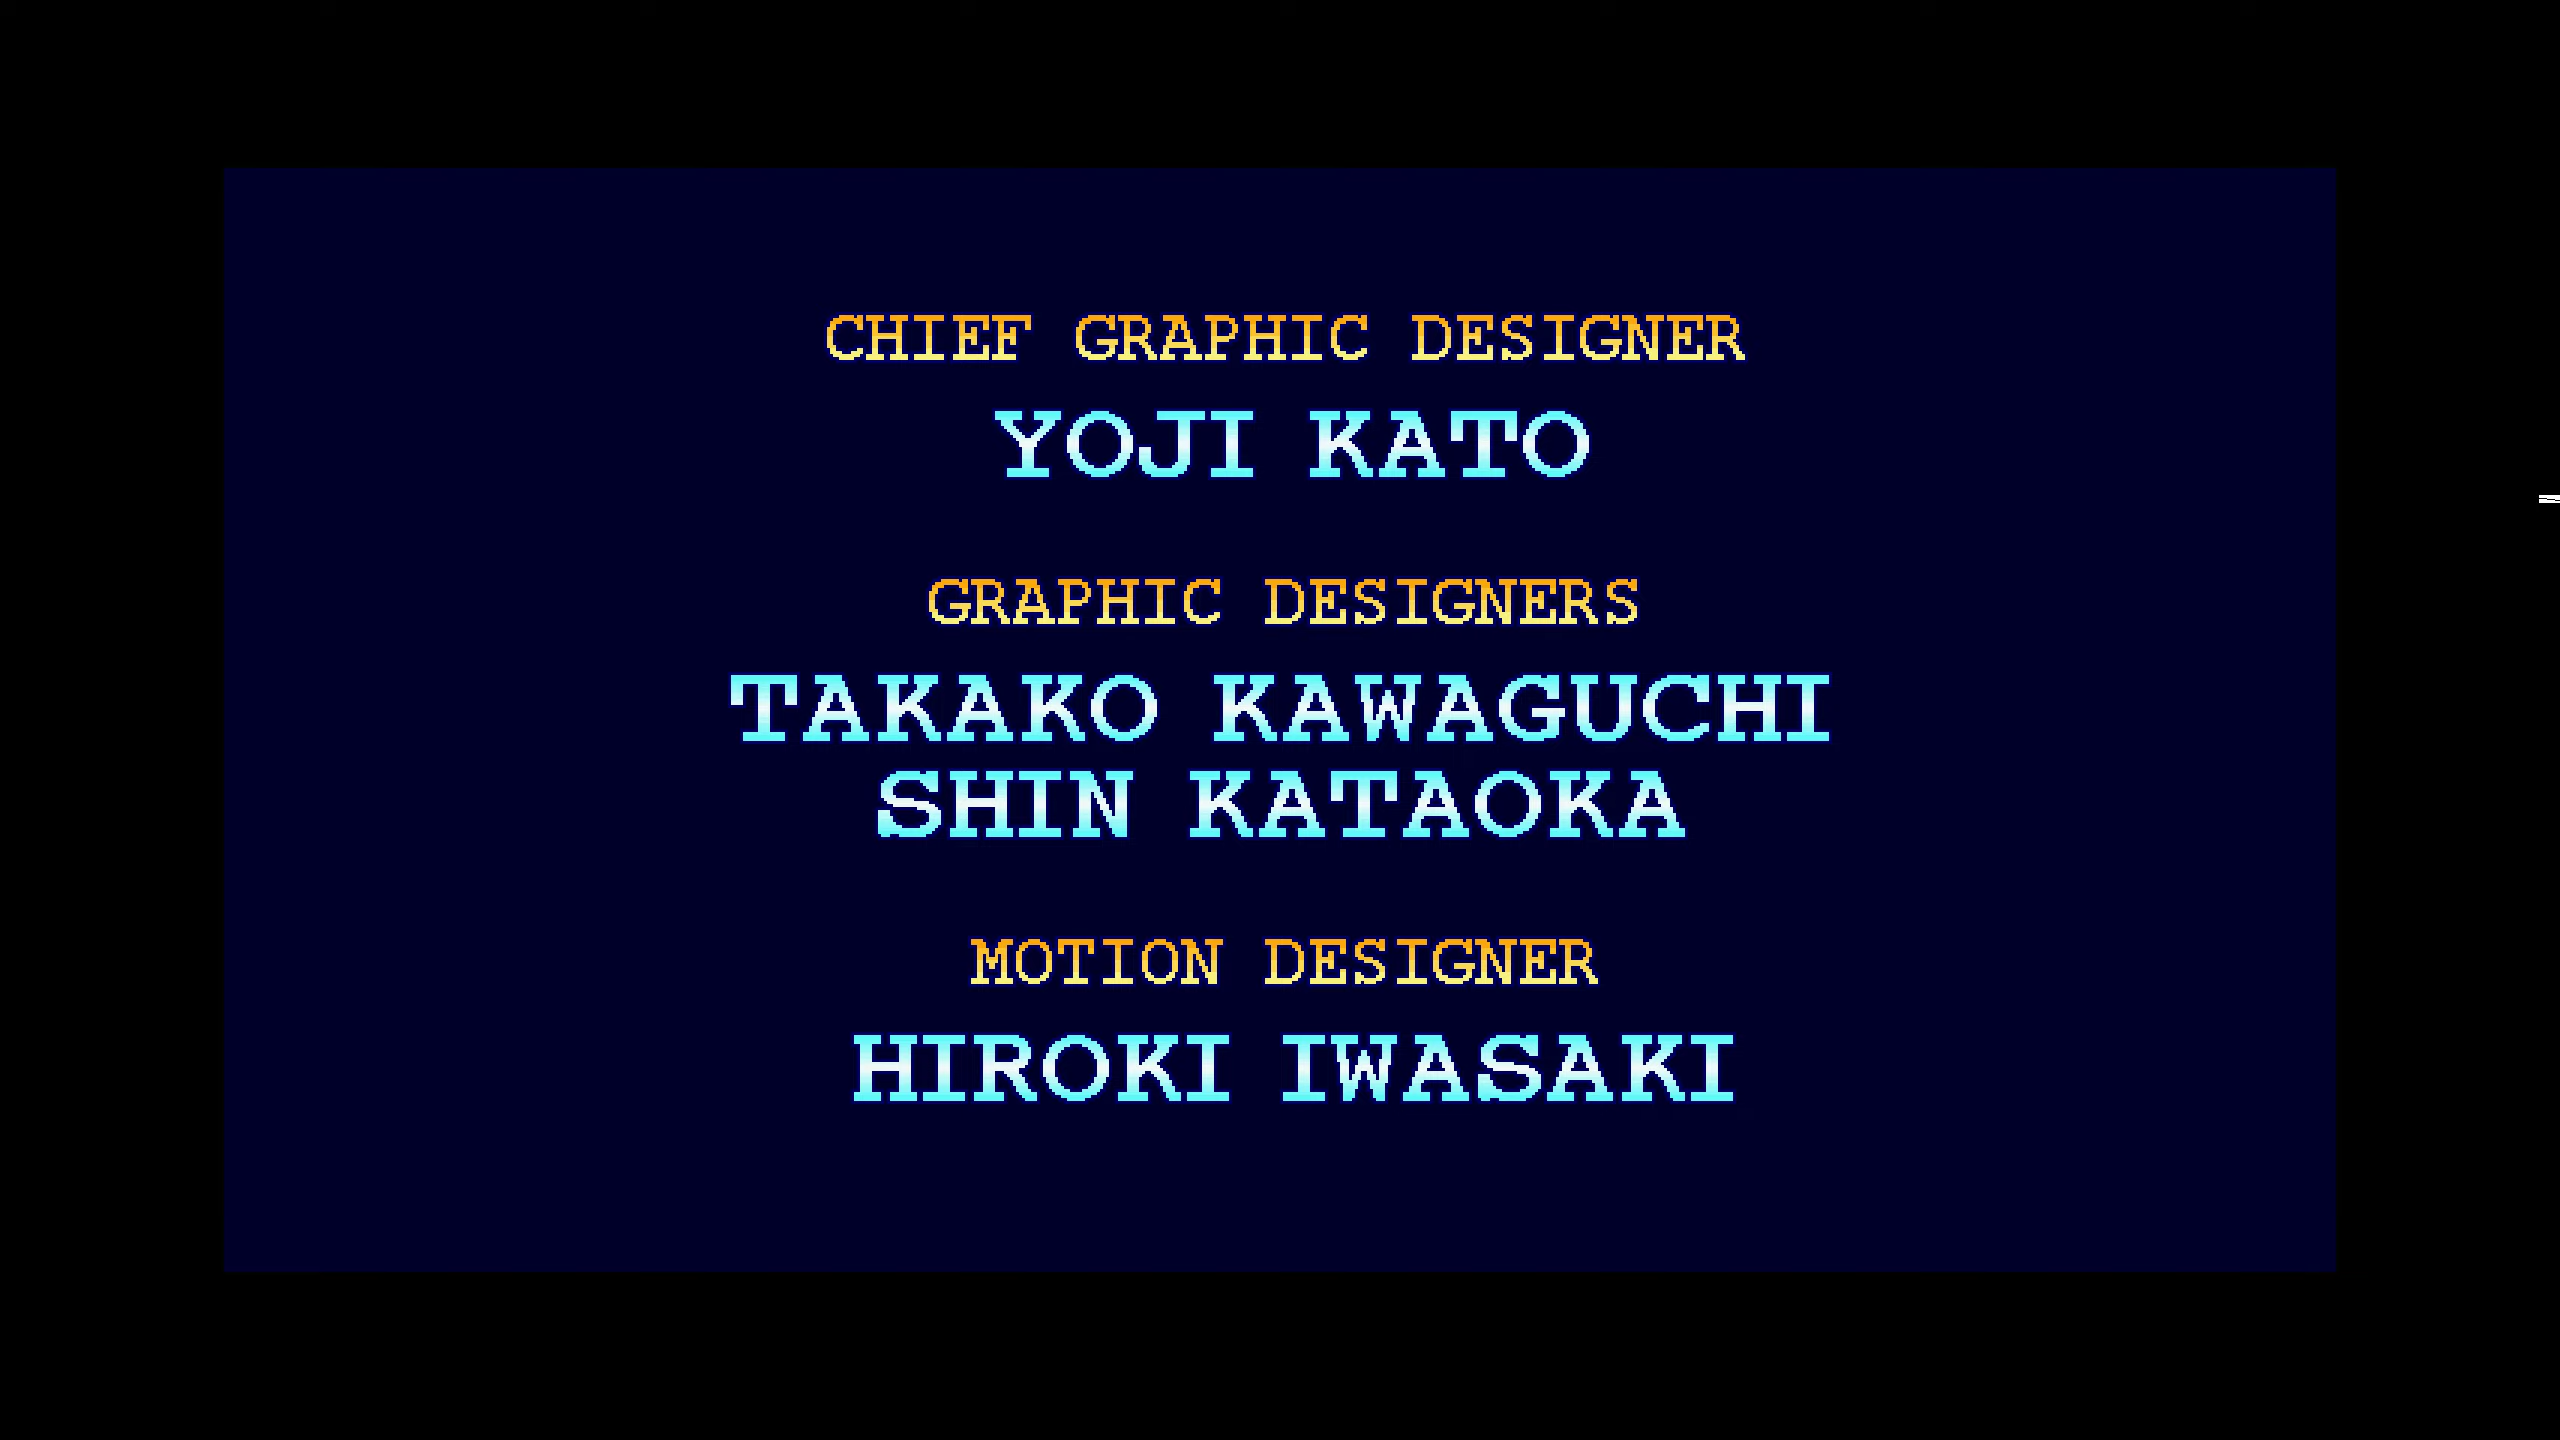 CHIEF GRAPHIC DESIGNER
YOJI KATO
GRAPHIC DESIGNERS
TAKAKO KAWAGUCHI
SHIN KATAOKA
MOTION DESIGNER
HIROKI IWASAKI